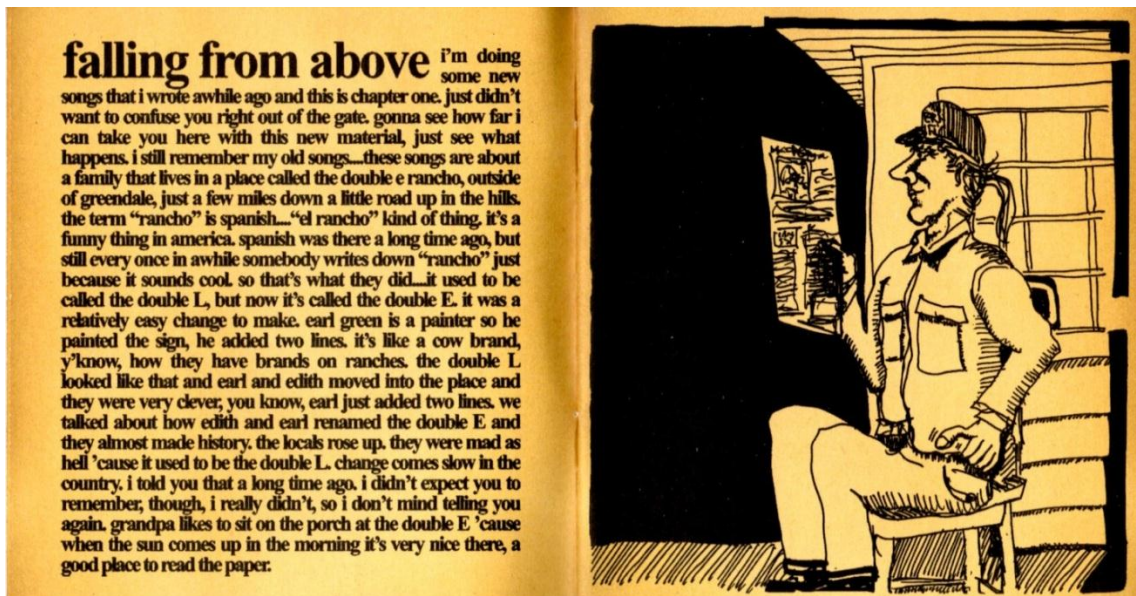 falling from above i'm doing
some new
songs that i wrote awhile ago and this is chapter one. just didn't
want to confuse you right out of the gate. gonna see how far i
can take you here with this new material, just see what
happens. i still remember my old songs....these songs are about
a family that lives in a place called the double e rancho, outside
of greendale, just a few miles down a little road up in the hills.
the term “rancho” is spanish....“el rancho” kind of thing. it's a
funny thing in america. spanish was there a long time ago, but
still every once in awhile somebody writes down “rancho” just
because it sounds cool. so that's what they did....it used to be
called the double L, but now it's called the double E. it was a
relatively easy change to make. earl green is a painter so he
painted the sign, he added two lines. it's like a cow brand,
y'know, how they have brands on ranches. the double L
looked like that and earl and edith moved into the place and
they were very clever, you know, earl just added two lines. we
talked about how edith and earl renamed the double E and
they almost made history. the locals rose up. they were mad as
hell 'cause it used to be the double L. change comes slow in the
country. i told you that a long time ago. i didn't expect you to
remember, though, i really didn't, so i don't mind telling you
again. grandpa likes to sit on the porch at the double E 'cause
when the sun comes up in the morning it's very nice there, a
good place to read the paper.